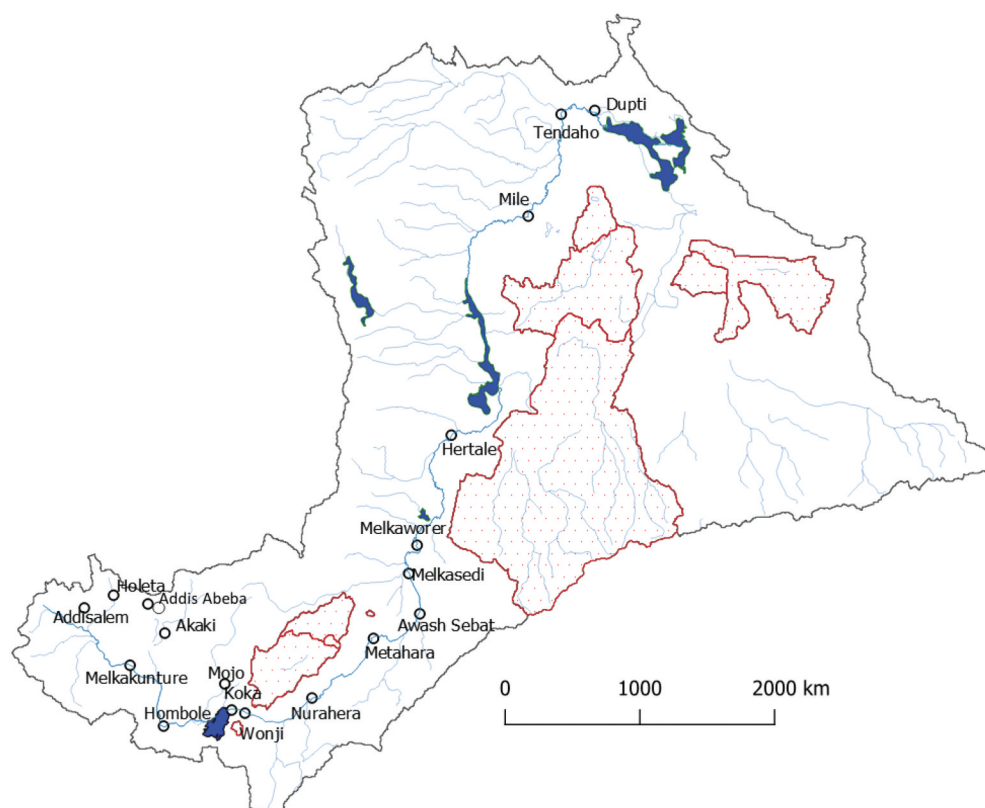 Dupti
Tendaho
Mile
Hertale
Melkaworer
Melkasedi
Holeta
Addis Abeba
Addisalem
Awash Sebat
Akaki
Metahara
Melkakunture
Mojo
Koka
0 1000 2000 km
Hombole
Nurahera
Wonji